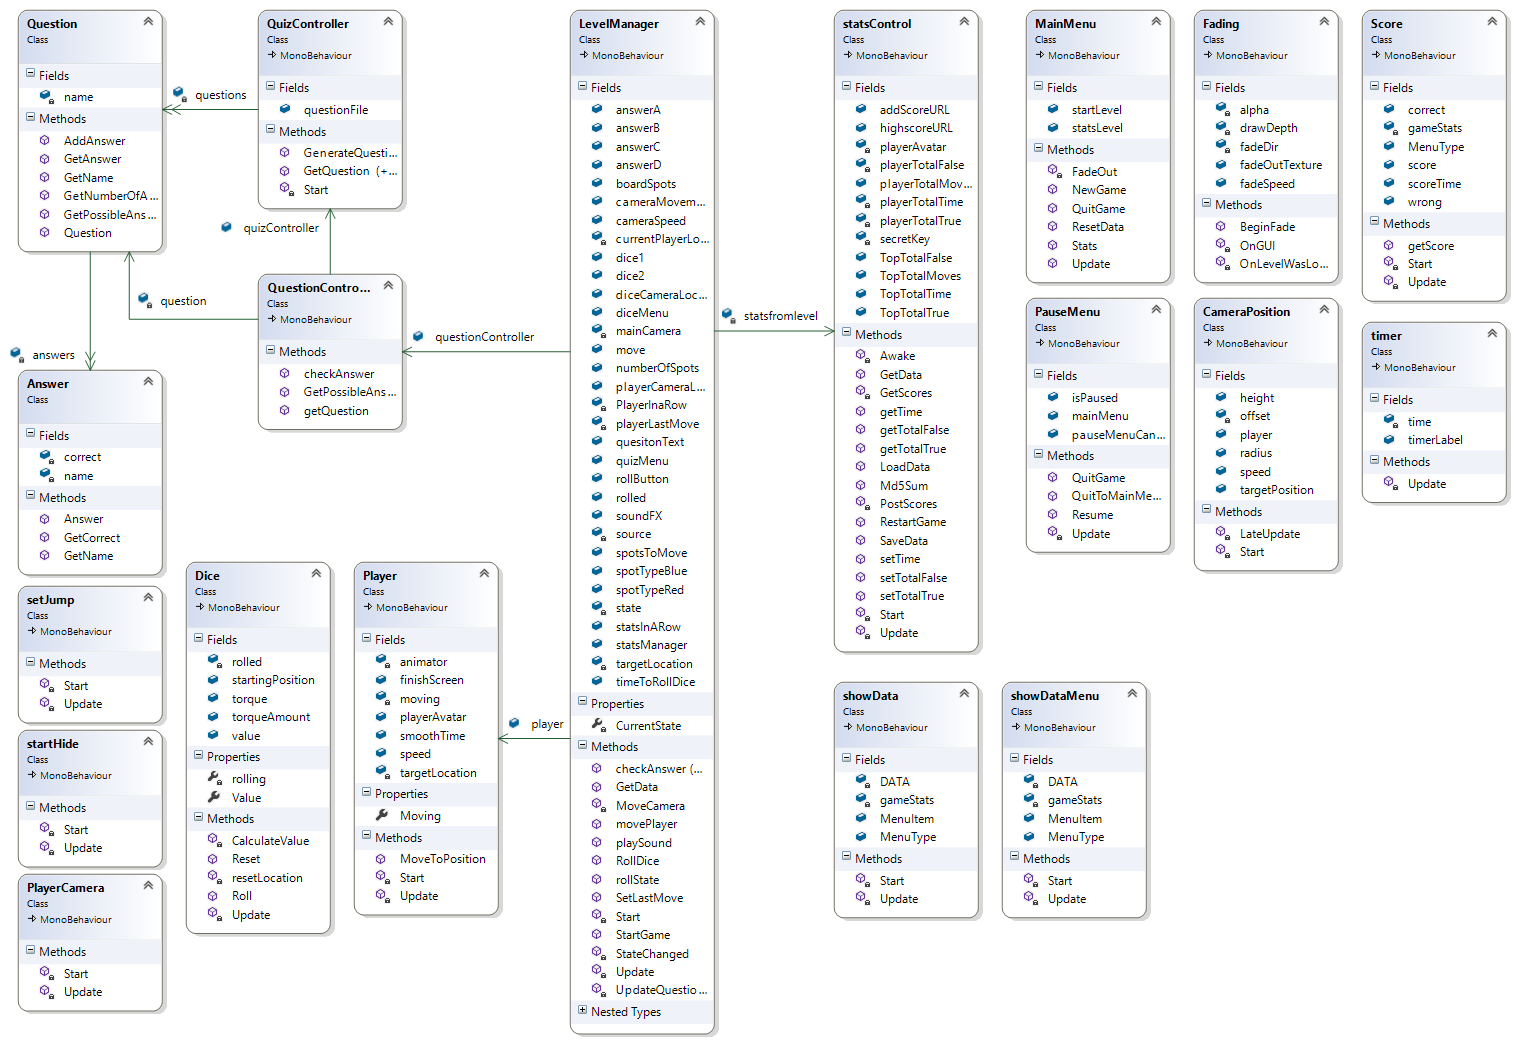 Question
Class
Fields
name
Methods
AddAnswer
GetAnswer
GetName
GetNumberOfA...
GetPossibleAns...
Question
questions
QuizController
Class
MonoBehaviour
Fields
questionFile
Methods
GenerateQuesti...
GetQuestion (+...
Start
quizController
question
answers
QuestionContro...
Class
MonoBehaviour
Methods
checkAnswer
GetPossibleAns...
getQuestion
questionController
Answer
Class
Fields
correct
name
Methods
Answer
GetCorrect
GetName
setJump
Class
MonoBehaviour
Methods
Start
Update
startHide
Class
MonoBehaviour
Methods
Start
Update
PlayerCamera
Class
MonoBehaviour
Methods
Start
Update
Dice
Class
MonoBehaviour
Fields
rolled
startingPosition
torque
torqueAmount
value
Properties
rolling
Value
Methods
CalculateValue
Reset
resetLocation
Roll
Update
Player
Class
MonoBehaviour
Fields
animator
finishScreen
moving
playerAvatar
smoothTime
speed
targetLocation
Properties
Moving
Methods
MoveToPosition
Start
Update
player
LevelManager
Class
MonoBehaviour
Fields
answerA
answerB
answerC
answerD
boardSpots
cameraMovem...
cameraSpeed
currentPlayerLo...
dice1
dice2
diceCameraLoc...
diceMenu
mainCamera
move
numberOfSpots
playerCameraL...
PlayerInaRow
playerLastMove
quesitonText
quizMenu
rollButton
rolled
soundFX
source
spotsToMove
spotTypeBlue
spotTypeRed
state
statsInARow
statsManager
targetLocation
timeToRollDice
Properties
CurrentState
Methods
checkAnswer (...
GetData
MoveCamera
movePlayer
playSound
RollDice
rollState
SetLastMove
Start
StartGame
StateChanged
Update
UpdateQuestio...
Nested Types
statsfromlevel
statsControl
Class
MonoBehaviour
Fields
addScoreURL
highscoreURL
playerAvatar
playerTotalFalse
playerTotalMov...
playerTotalTime
playerTotalTrue
secretKey
TopTotalFalse
TopTotalMoves
TopTotalTime
TopTotalTrue
Methods
Awake
GetData
GetScores
getTime
getTotalFalse
getTotalTrue
LoadData
Md5Sum
PostScores
RestartGame
SaveData
setTime
setTotalFalse
setTotalTrue
Start
Update
showData
Class
MonoBehaviour
Fields
DATA
gameStats
MenuItem
MenuType
Methods
Start
Update
showDataMenu
Class
MonoBehaviour
Fields
DATA
gameStats
MenuItem
MenuType
Methods
Start
Update
MainMenu
Class
MonoBehaviour
Fields
startLevel
statsLevel
Methods
FadeOut
NewGame
QuitGame
ResetData
Stats
Update
PauseMenu
Class
MonoBehaviour
Fields
isPaused
mainMenu
pauseMenuCan...
Methods
QuitGame
QuitToMainMe...
Resume
Update
Fading
Class
MonoBehaviour
Fields
alpha
drawDepth
fadeDir
fadeOutTexture
fadeSpeed
Methods
BeginFade
OnGUI
OnLevelWasLo...
CameraPosition
Class
MonoBehaviour
Fields
height
offset
player
radius
speed
targetPosition
Methods
LateUpdate
Start
Score
Class
MonoBehaviour
Fields
correct
gameStats
MenuType
score
scoreTime
wrong
Methods
getScore
Start
Update
timer
Class
MonoBehaviour
Fields
time
timerLabel
Methods
Update